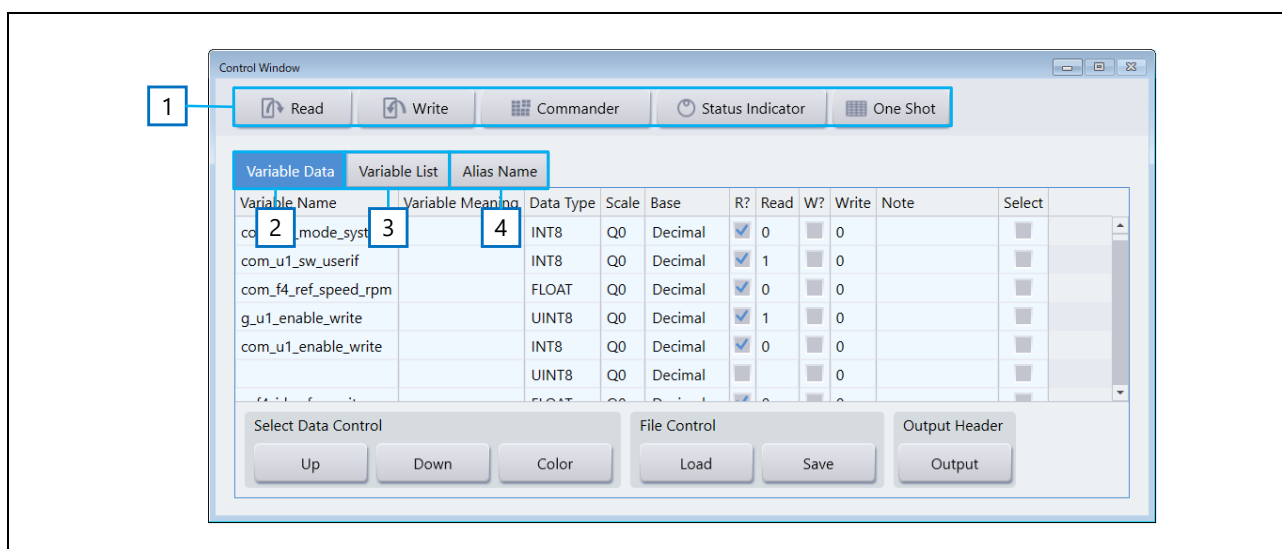 Control Window
1
Read Write Commander Status Indicator One Shot
Variable Data Variable List Alias Name
Variable Name Variable Meaning Data Type Scale Base R? Read W? Write Note Select
2 3 4
INT8 Q0 Decimal 0 0
com_u1_sw_userif INT8 Q0 Decimal 1 0
com_f4_ref_speed_rpm FLOAT Q0 Decimal 0 0
g_u1_enable_write UINT8 Q0 Decimal 1 0
com_u1_enable_write INT8 Q0 Decimal 0 0
UINT8 Q0 Decimal 0
Select Data Control File Control Output Header
Up Down Color Load Save Output